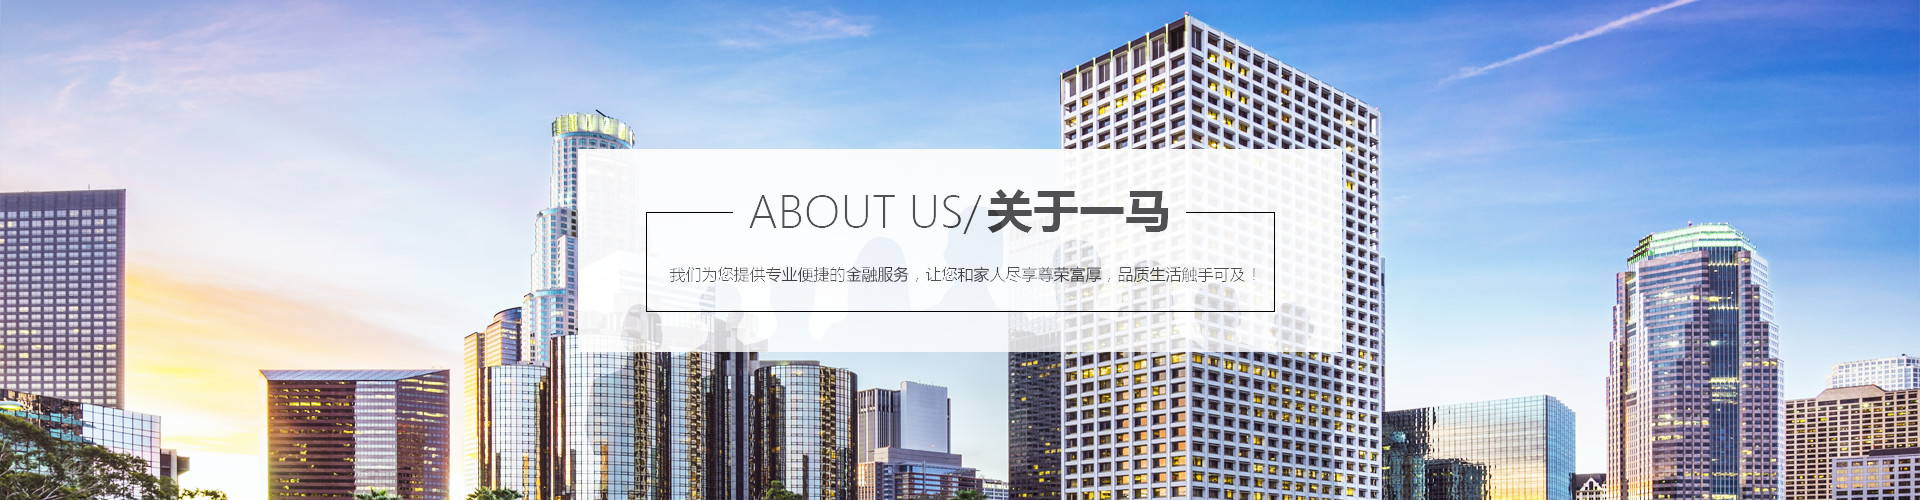 ABOUT US/关于一马
我们为您提供专业便捷的金融服务，让您和家人尽享尊荣富厚，品质生活触手可及！